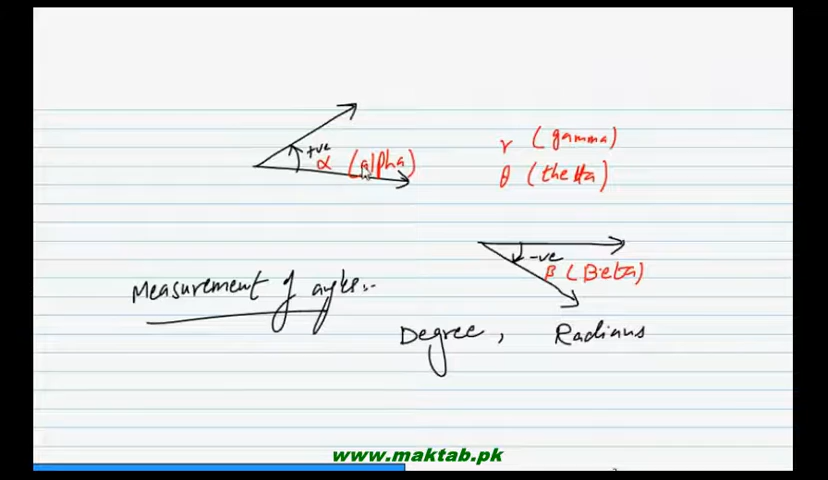 +ve
α (alpha)
γ (gamma)
θ (theta)
-ve
β (Beta)
Measurement of angles:-
Degree, Radians
www.maktab.pk